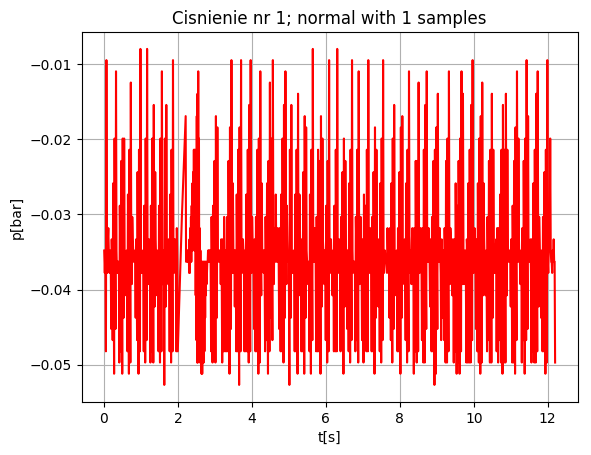 Cisnienie nr 1; normal with 1 samples
−0.01
−0.02
−0.03
−0.04
−0.05
p[bar]
0 2 4 6 8 10 12
t[s]